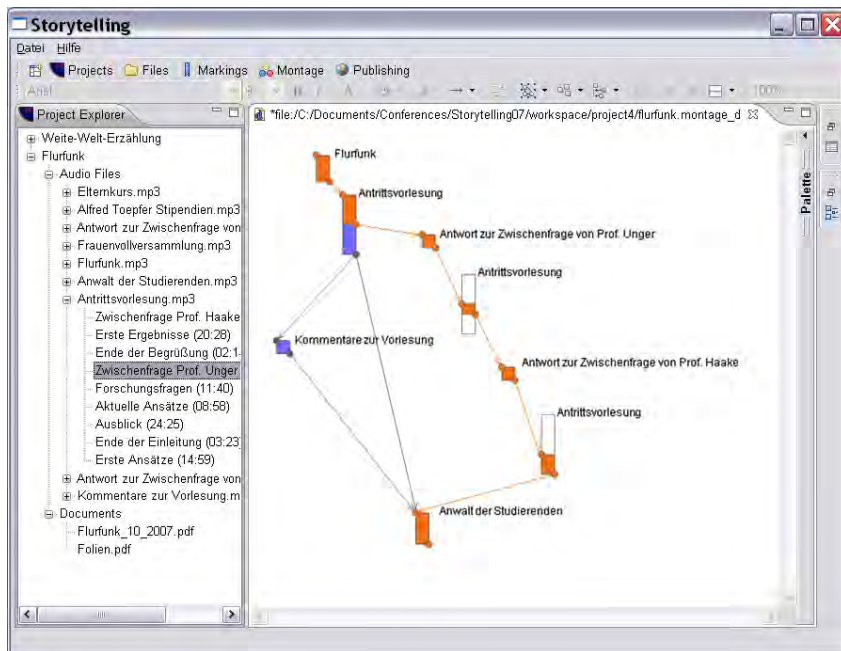 Storytelling
Datei Hilfe
Projects Files Markings Montage Publishing
Arial
100%
Project Explorer
*file:/C:/Documents/Conferences/Storytelling07/workspace/project4/flurfunk.montage_d
Palette
Weite-Welt-Erzählung
Flurfunk
Audio Files
Elternkurs.mp3
Alfred Toepfer Stipendien.mp3
Antwort zur Zwischenfrage von
Frauenvollversammlung.mp3
Flurfunk.mp3
Anwalt der Studierenden.mp3
Antrittsvorlesung.mp3
Zwischenfrage Prof. Haake
Erste Ergebnisse (20:28)
Ende der Begrüßung (02:1
Zwischenfrage Prof. Unger
Forschungsfragen (11:40)
Aktuelle Ansätze (08:58)
Ausblick (24:25)
Ende der Einleitung (03:23)
Erste Ansätze (14:59)
Antwort zur Zwischenfrage von
Kommentare zur Vorlesung.m
Documents
Flurfunk_10_2007.pdf
Folien.pdf
Flurfunk
Antrittsvorlesung
Antwort zur Zwischenfrage von Prof. Unger
Antrittsvorlesung
Kommentare zur Vorlesung
Antwort zur Zwischenfrage von Prof. Haake
Antrittsvorlesung
Anwalt der Studierenden